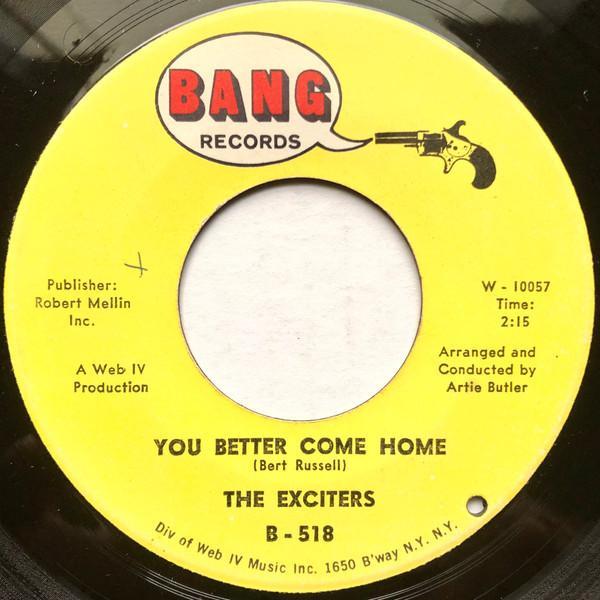 BANG
RECORDS
Publisher:
Robert Mellin
Inc.
A Web IV
Production
W - 10057
Time:
2:15
Arranged and
Conducted by
Artie Butler
YOU BETTER COME HOME
(Bert Russell)
THE EXCITERS
B - 518
Div of Web IV Music Inc. 1650 B'way N.Y. N.Y.